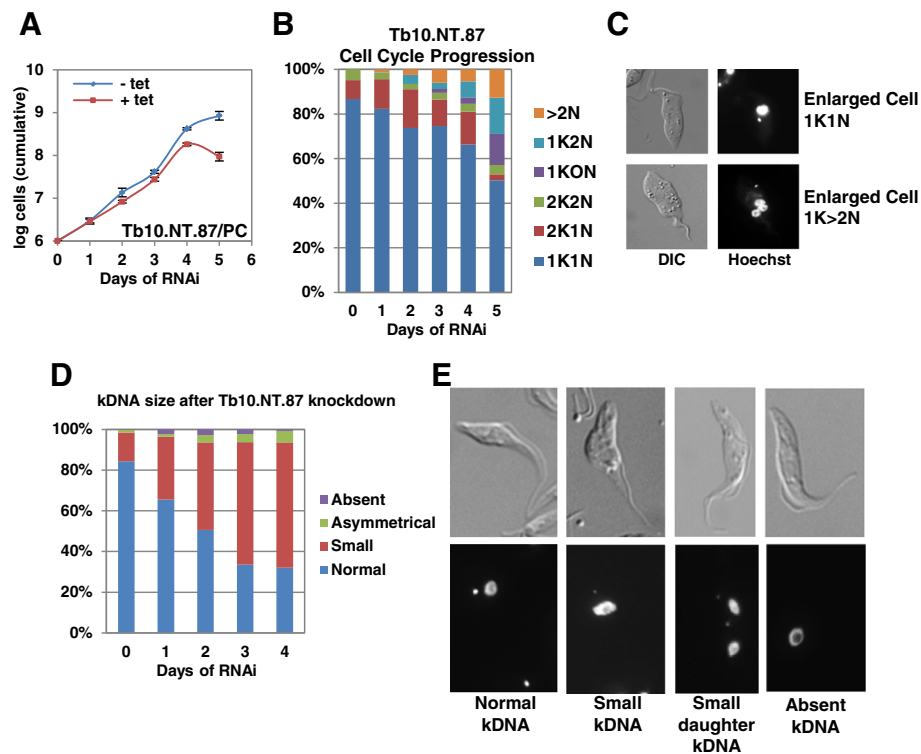 A
log cells (cumulative)
10
9
8
7
6
- tet
+ tet
Tb10.NT.87/PC
0 1 2 3 4 5 6
Days of RNAi
B
Tb10.NT.87
Cell Cycle Progression
100%
80%
60%
40%
20%
0%
0 1 2 3 4 5
Days of RNAi
>2N
1K2N
1KON
2K2N
2K1N
1K1N
C
Enlarged Cell
1K1N
Enlarged Cell
1K>2N
DIC Hoechst
D
kDNA size after Tb10.NT.87 knockdown
100%
80%
60%
40%
20%
0%
0 1 2 3 4
Days of RNAi
Absent
Asymmetrical
Small
Normal
E
Normal
kDNA
Small
kDNA
Small
daughter
kDNA
Absent
kDNA